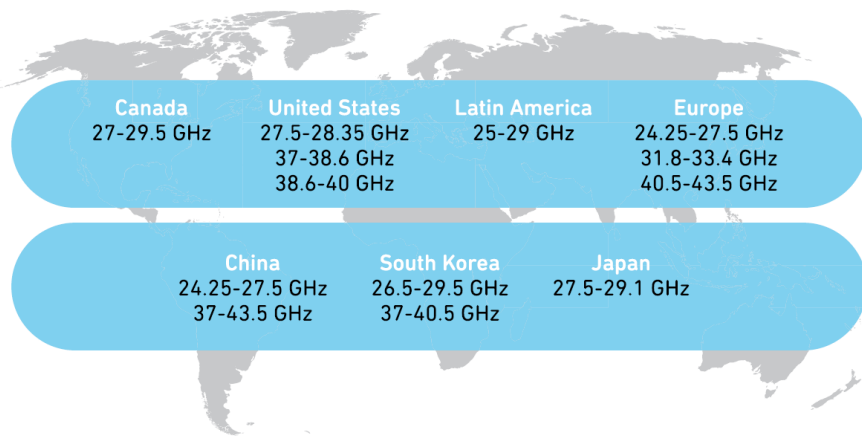 Canada
27-29.5 GHz
United States
27.5-28.35 GHz
37-38.6 GHz
38.6-40 GHz
Latin America
25-29 GHz
Europe
24.25-27.5 GHz
31.8-33.4 GHz
40.5-43.5 GHz
China
24.25-27.5 GHz
37-43.5 GHz
South Korea
26.5-29.5 GHz
37-40.5 GHz
Japan
27.5-29.1 GHz